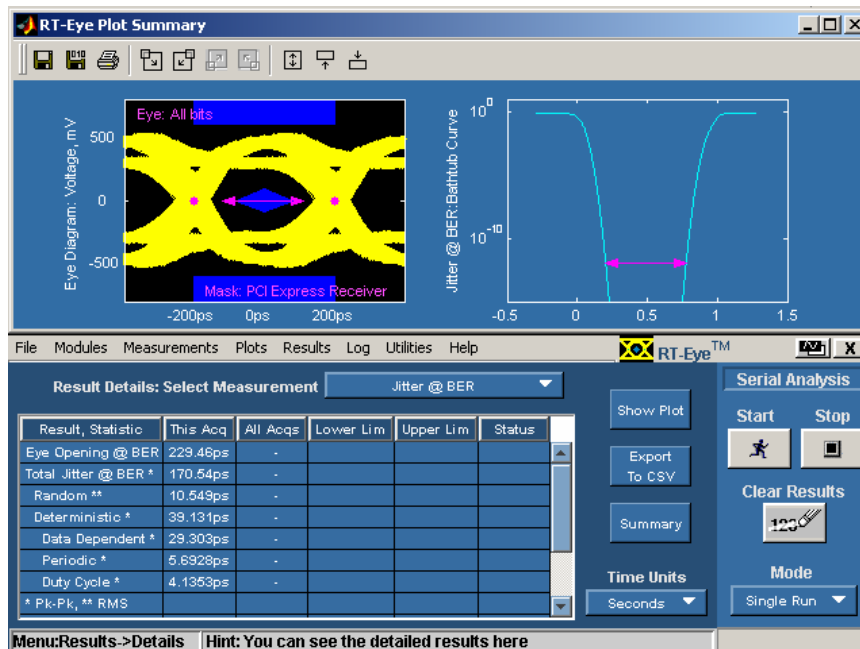 RT-Eye Plot Summary
Eye: All bits
Eye Diagram: Voltage, mV
500
0
-500
Mask: PCI Express Receiver
-200ps 0ps 200ps
Jitter @ BER:Bathtub Curve
10^0
10^-10
-0.5 0 0.5 1 1.5
File Modules Measurements Plots Results Log Utilities Help
RT-Eye™
X
Result Details: Select Measurement Jitter @ BER
Result, Statistic This Acq All Acqs Lower Lim Upper Lim Status
Eye Opening @ BER 229.46ps -
Total Jitter @ BER * 170.54ps -
Random ** 10.549ps -
Deterministic * 39.131ps -
Data Dependent * 29.303ps -
Periodic * 5.6928ps -
Duty Cycle * 4.1353ps -
* Pk-Pk, ** RMS
Show Plot
Export
To CSV
Summary
Time Units
Seconds
Serial Analysis
Start Stop
Clear Results
123
Mode
Single Run
Menu:Results->Details Hint: You can see the detailed results here